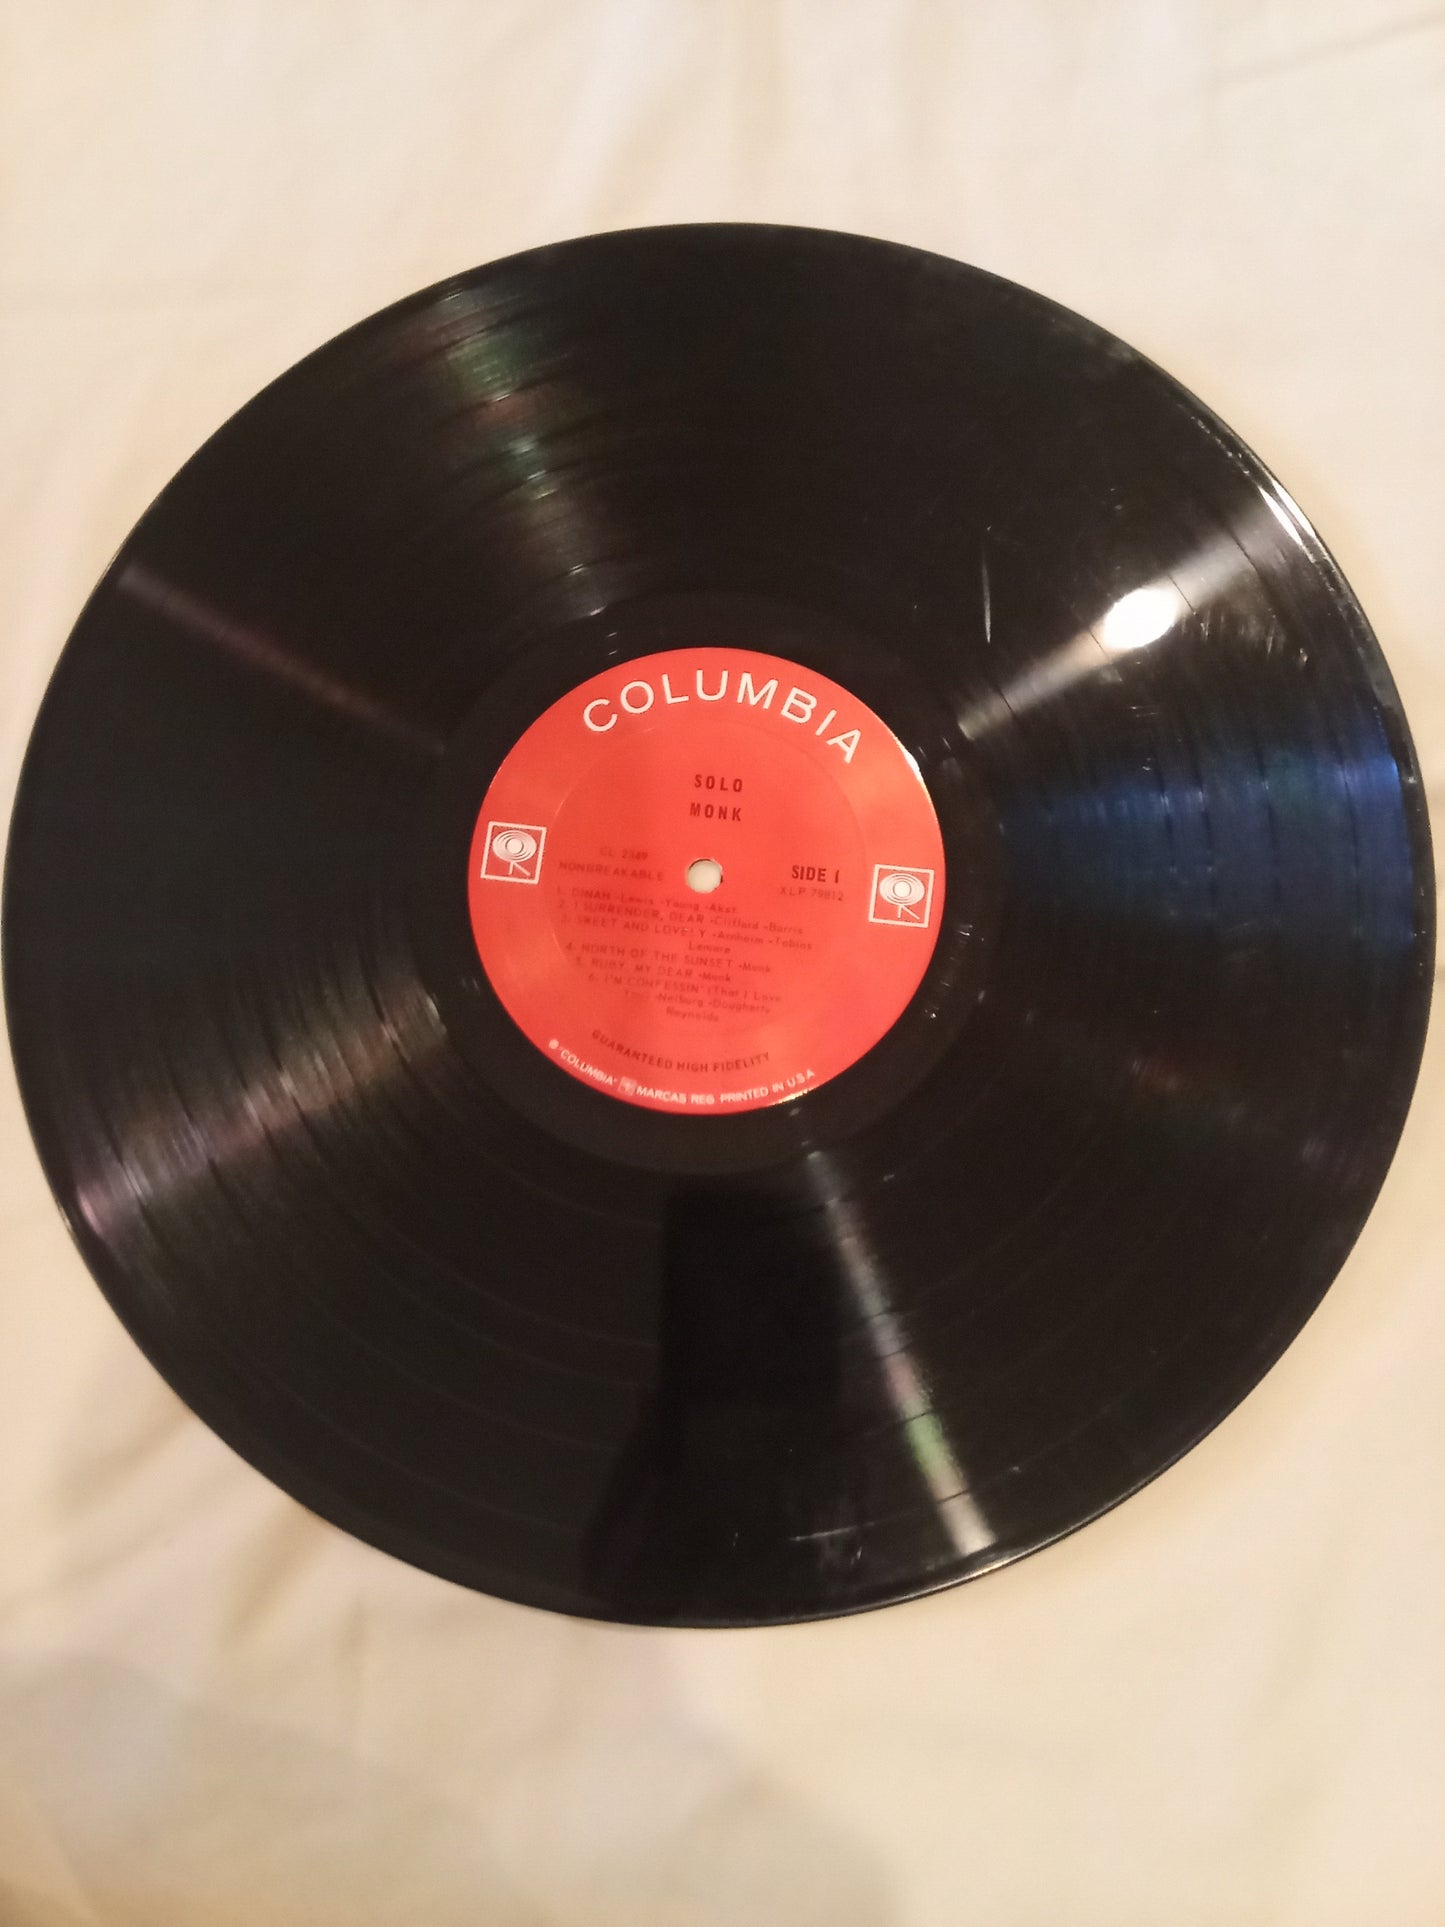 COLUMBIA
SOLO
MONK
CL 2349
NONBREAKABLE
SIDE 1
XLP 79812
1. DINAH -Lewis -Young -Akst
2. I SURRENDER, DEAR -Clifford -Barris
3. SWEET AND LOVELY -Arnheim -Tobias
Lemare
4. NORTH OF THE SUNSET -Monk
5. RUBY, MY DEAR -Monk
6. I'M CONFESSIN' (That I Love
You) -Neiburg -Dougherty
Reynolds
GUARANTEED HIGH FIDELITY
® "COLUMBIA" MARCAS REG. PRINTED IN U.S.A.